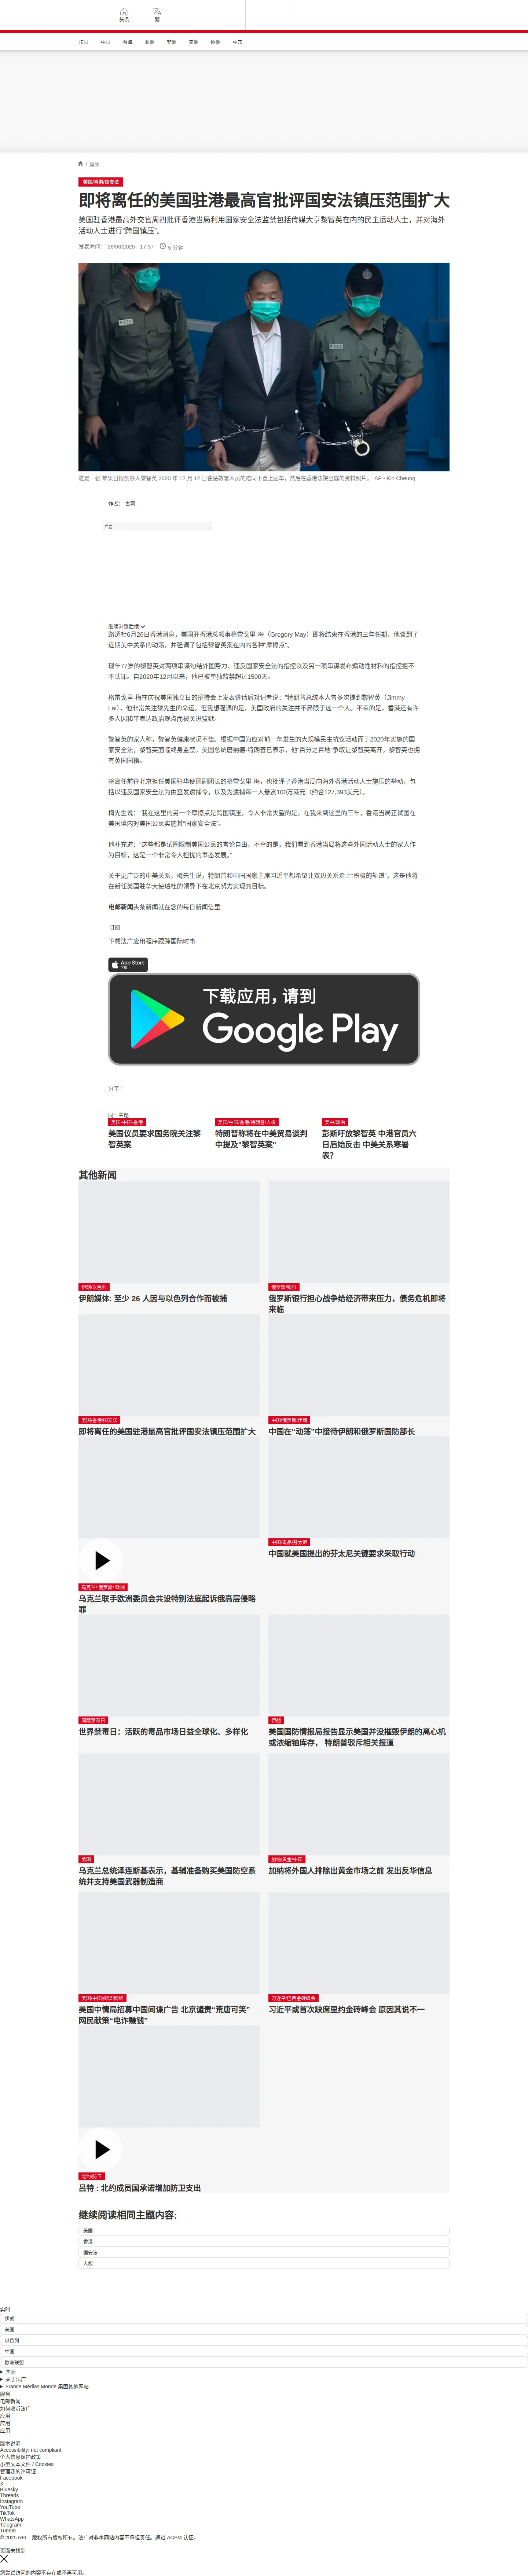 头条
繁
法国
中国
台海
亚洲
非洲
美洲
欧洲
中东
/ 国际
美国/香港/国安法
即将离任的美国驻港最高官批评国安法镇压范围扩大
美国驻香港最高外交官周四批评香港当局利用国家安全法监禁包括传媒大亨黎智英在内的民主运动人士，并对海外
活动人士进行“跨国镇压”。
发表时间： 26/06/2025 - 17:37
5 分钟
这是一张 苹果日报创办人黎智英 2020 年 12 月 12 日在惩教署人员的陪同下登上囚车，然后在香港法院出庭的资料照片。 AP - Kin Cheung
作者： 古莉
广告
继续浏览后续
路透社6月26日香港消息，美国驻香港总领事格雷戈里·梅（Gregory May）即将结束在香港的三年任期，他谈到了
近期美中关系的动荡，并强调了包括黎智英案在内的各种“摩擦点”。
现年77岁的黎智英对两项串谋勾结外国势力、违反国家安全法的指控以及另一项串谋发布煽动性材料的指控拒不
不认罪。自2020年12月以来，他已被单独监禁超过1500天。
格雷戈里·梅在庆祝美国独立日的招待会上发表讲话后对记者说：“特朗普总统本人曾多次提到黎智英（Jimmy
Lai），他非常关注黎先生的命运。但我想强调的是，美国政府的关注并不局限于这一个人。不幸的是，香港还有许
多人因和平表达政治观点而被关进监狱。
黎智英的家人称，黎智英健康状况不佳。根据中国为应对前一年发生的大规模民主抗议活动而于2020年实施的国
家安全法，黎智英面临终身监禁。美国总统唐纳德·特朗普已表示，他“百分之百地”争取让黎智英离开。黎智英也拥
有英国国籍。
将离任前往北京担任美国驻华使团副团长的格雷戈里·梅，也批评了香港当局向海外香港活动人士施压的举动，包
括以违反国家安全法为由签发逮捕令，以及为逮捕每一人悬赏100万港元（约合127,393美元）。
梅先生说：“我在这里的另一个摩擦点是跨国镇压，令人非常失望的是，在我来到这里的三年，香港当局正试图在
美国境内对美国公民实施其“国家安全法”。
他补充道：“这些都是试图限制美国公民的言论自由，不幸的是，我们看到香港当局将这些外国活动人士的家人作
为目标，这是一个非常令人担忧的事态发展。”
关于更广泛的中美关系，梅先生说，特朗普和中国国家主席习近平都希望让双边关系走上“积极的轨道”，这是他将
在新任美国驻华大使珀杜的领导下在北京努力实现的目标。
电邮新闻头条新闻就在您的每日新闻信里
订阅
下载法广应用程序跟踪国际时事
App Store
下载
下载应用，请到
Google Play
分享 :
同一主题
美国·中国·香港
美国议员要求国务院关注黎
智英案
美国/中国/香港/特朗普/人权
特朗普称将在中美贸易谈判
中提及"黎智英案"
美中/政治
彭斯吁放黎智英 中港官员六
日后始反击 中美关系寒暑
表？
其他新闻
伊朗/以色列
伊朗媒体: 至少 26 人因与以色列合作而被捕
俄罗斯/银行
俄罗斯银行担心战争给经济带来压力，债务危机即将
来临
美国/香港/国安法
即将离任的美国驻港最高官批评国安法镇压范围扩大
中国/俄罗斯/伊朗
中国在“动荡”中接待伊朗和俄罗斯国防部长
乌克兰/ 俄罗斯/ 欧洲
乌克兰联手欧洲委员会共设特别法庭起诉俄高层侵略
罪
中国/毒品/芬太尼
中国就美国提出的芬太尼关键要求采取行动
国际禁毒日
世界禁毒日：活跃的毒品市场日益全球化、多样化
伊朗
美国国防情报局报告显示美国并没摧毁伊朗的离心机
或浓缩铀库存， 特朗普驳斥相关报道
美国
乌克兰总统泽连斯基表示，基辅准备购买美国防空系
统并支持美国武器制造商
加纳/黄金/中国
加纳将外国人排除出黄金市场之前 发出反华信息
美国/中国/间谍/网络
美国中情局招募中国间谍广告 北京谴责“荒唐可笑”
网民献策“电诈赚钱”
习近平/巴西金砖峰会
习近平或首次缺席里约金砖峰会 原因其说不一
北约/防卫
吕特 : 北约成员国承诺增加防卫支出
继续阅读相同主题内容:
美国
香港
国安法
人权
实时
伊朗
美国
以色列
中国
欧洲联盟
国际
关于法广
France Médias Monde 集团其他网站
服务
电邮新闻
如何收听法广
应用
应用
应用
版本说明
Accessibility: not compliant
个人信息保护政策
小型文本文件 / Cookies
管理我的许可证
Facebook
X
Bluesky
Threads
Instagram
YouTube
TikTok
WhatsApp
Telegram
TuneIn
© 2025 RFI – 版权所有版权所有。法广对非本网站内容不承担责任。通过 ACPM 认证。
页面未找到
您尝试访问的内容不存在或不再可用。